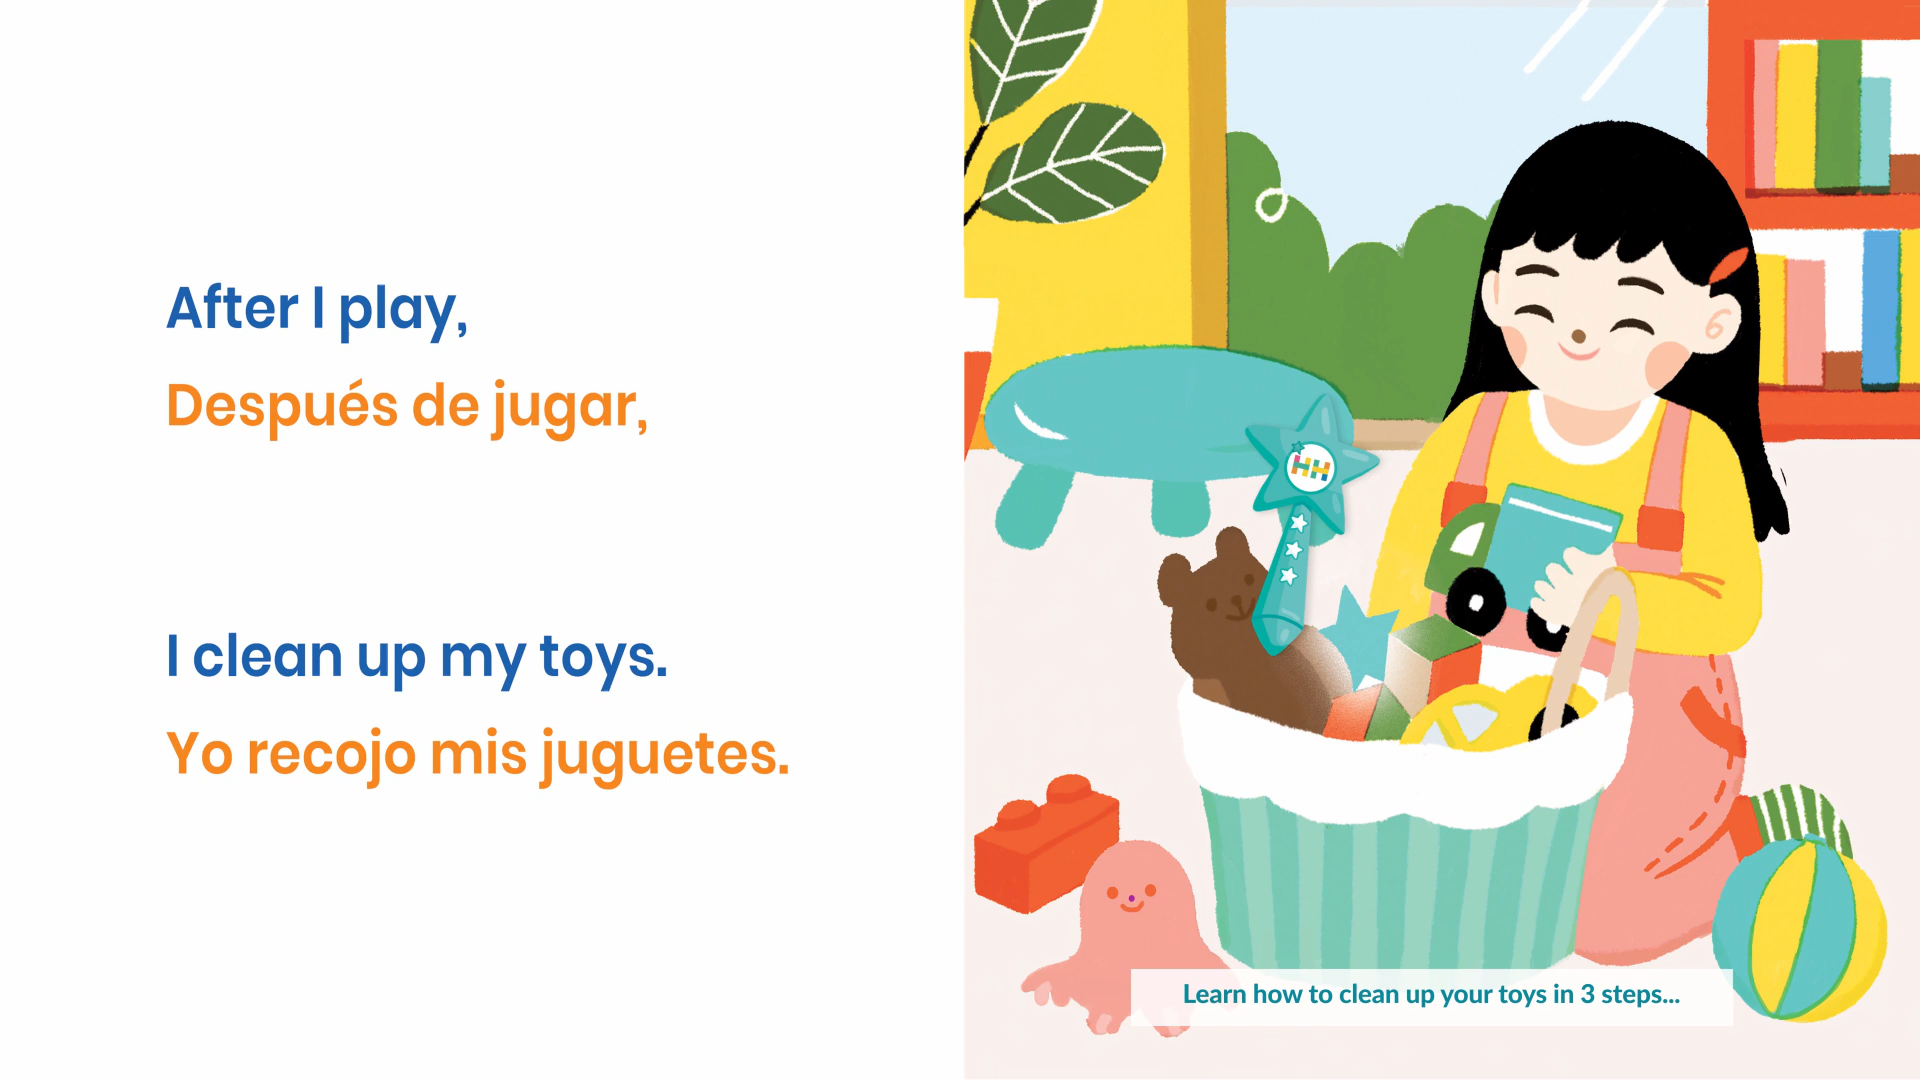 After I play,
Después de jugar,
I clean up my toys.
Yo recojo mis juguetes.
HH
Learn how to clean up your toys in 3 steps...